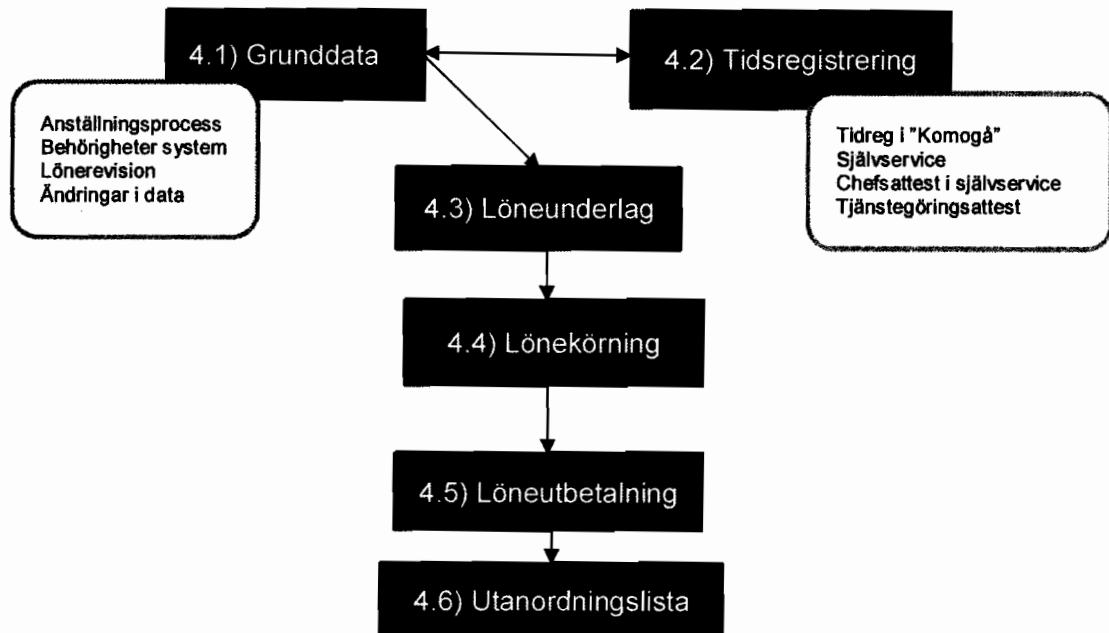 4.1) Grunddata
4.2) Tidsregistrering
Anställningsprocess
Behörigheter system
Lönerevision
Ändringar i data
Tidreg i "Komogå"
Självservice
Chefsattest i självservice
Tjänstegöringsattest
4.3) Löneunderlag
4.4) Lönekörning
4.5) Löneutbetalning
4.6) Utanordningslista